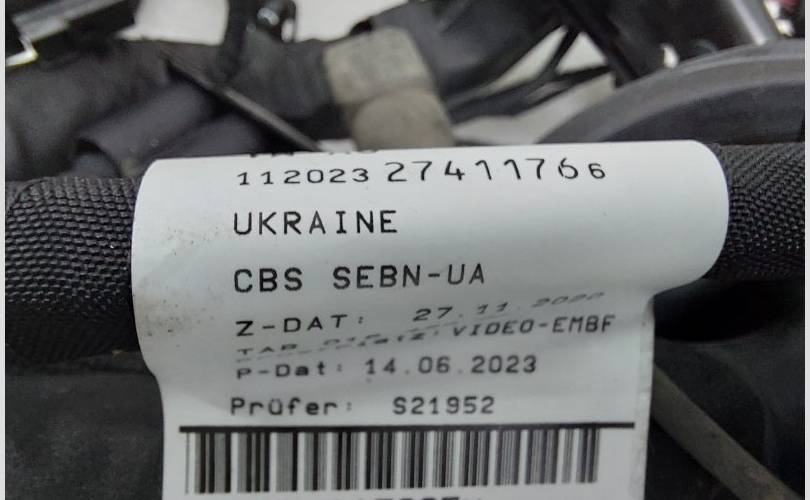 112023 27411766
UKRAINE
CBS SEBN-UA
Z-DAT: 27.11.2020
VIDEO-EMBF
P-Dat: 14.06.2023
Prüfer: S21952